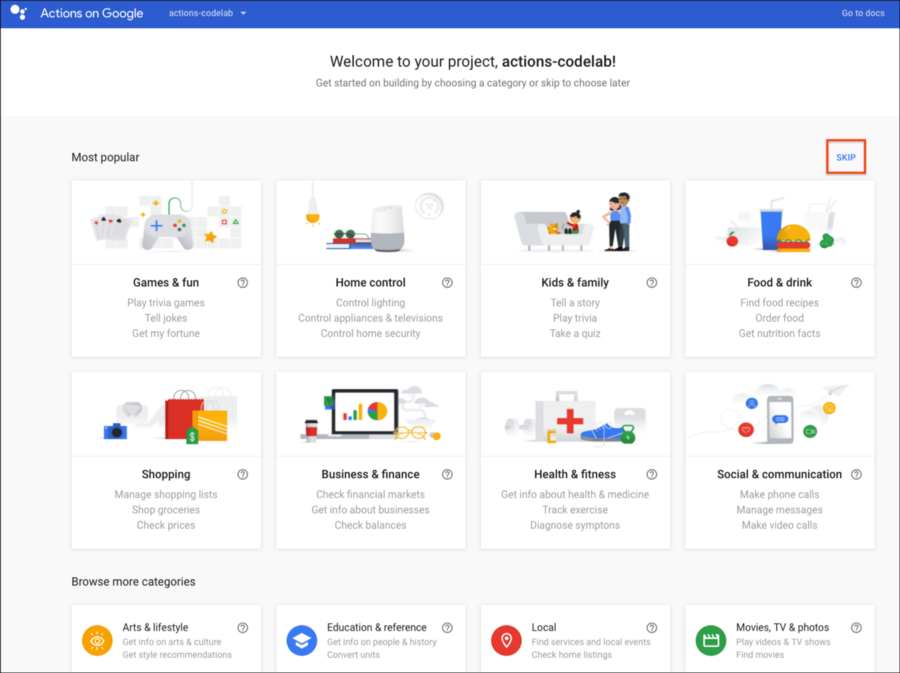 Actions on Google
actions-codelab
Go to docs
Welcome to your project, actions-codelab!
Get started on building by choosing a category or skip to choose later
Most popular
SKIP
Games & fun
Play trivia games
Tell jokes
Get my fortune
Home control
Control lighting
Control appliances & televisions
Control home security
Kids & family
Tell a story
Play trivia
Take a quiz
Food & drink
Find food recipes
Order food
Get nutrition facts
Shopping
Manage shopping lists
Shop groceries
Check prices
Business & finance
Check financial markets
Get info about businesses
Check balances
Health & fitness
Get info about health & medicine
Track exercise
Diagnose symptons
Social & communication
Make phone calls
Manage messages
Make video calls
Browse more categories
Arts & lifestyle
Get info on arts & culture
Get style recommendations
Education & reference
Get info on people & history
Convert units
Local
Find services and local events
Check home listings
Movies, TV & photos
Play videos & TV shows
Find movies